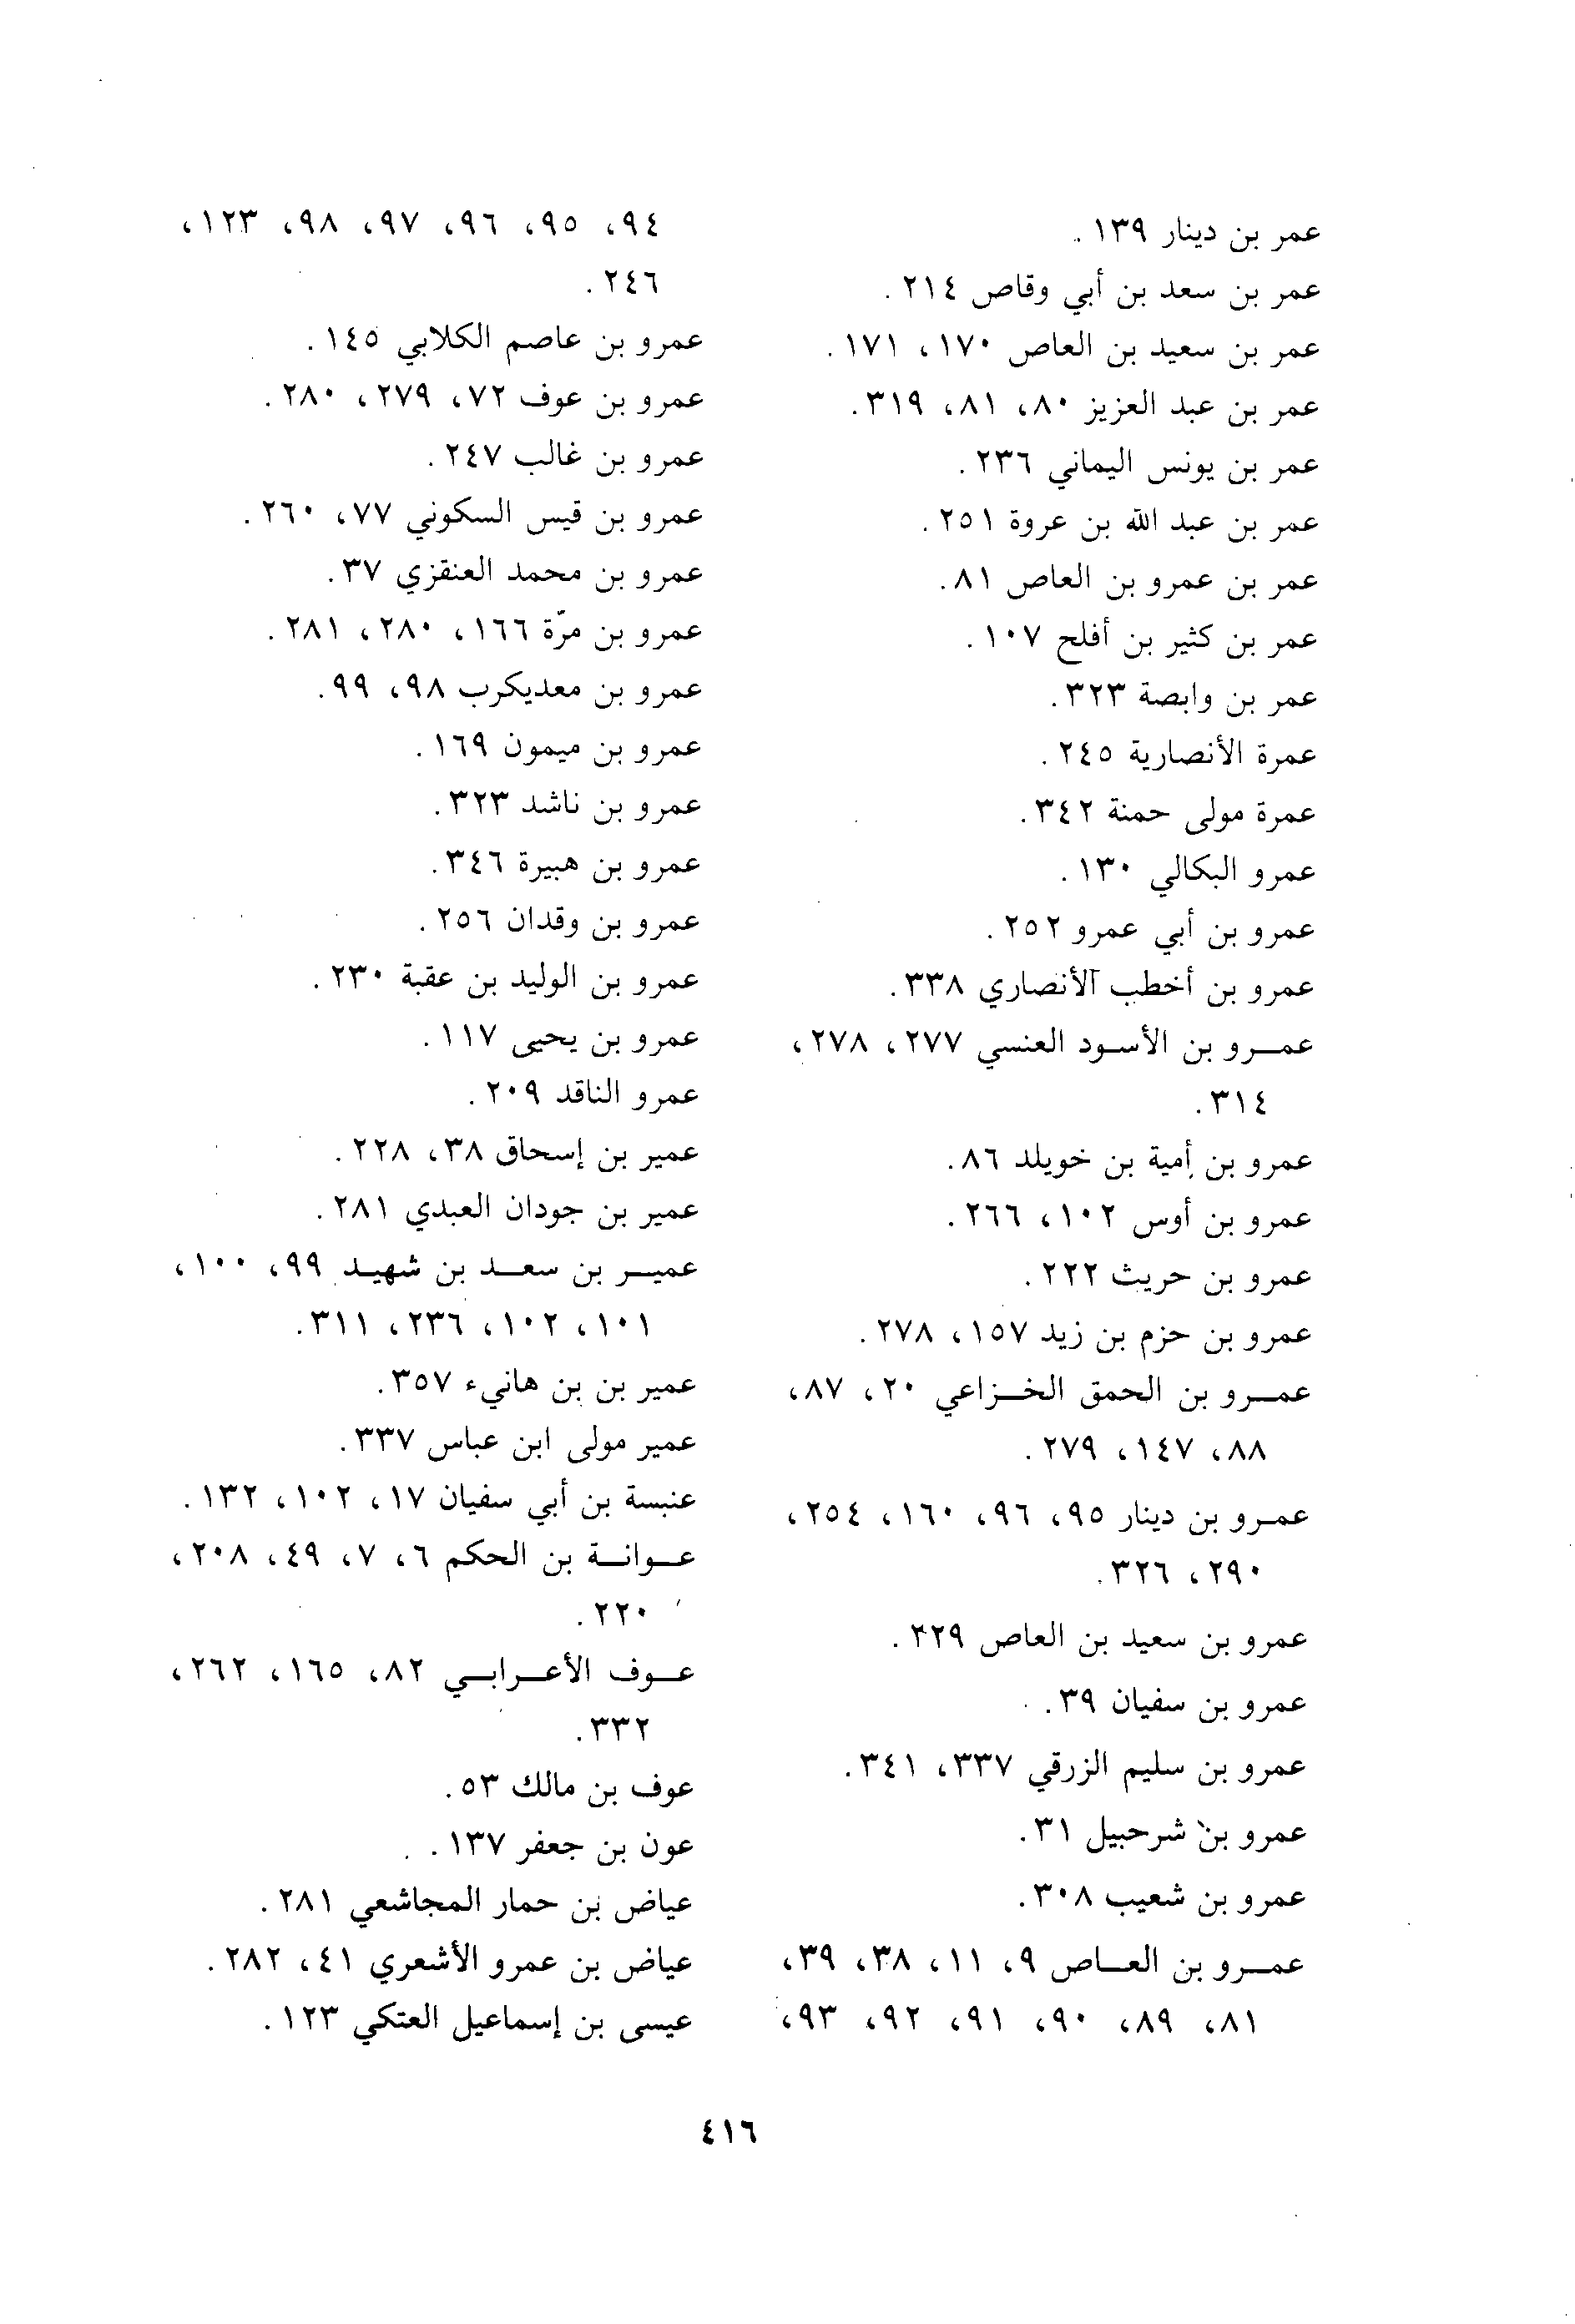 عمر بن دينار ١٣٩.
عمر بن سعد بن أبي وقاص ٢١٤.
عمر بن سعيد بن العاص ١٧٠، ١٧١.
عمر بن عبد العزيز ٨٠، ٨١، ٣١٩.
عمر بن يونس اليماني ٢٣٦.
عمر بن عبد الله بن عروة ٢٥١.
عمر بن عمرو بن العاص ٨١.
عمر بن كثير بن أفلح ١٠٧.
عمر بن وابصة ٣٢٣.
عمرة الأنصارية ٢٤٥.
عمرة مولى حمنة ٣٤٢.
عمرو البكالي ١٣٠.
عمرو بن أبي عمرو ٢٥٢.
عمرو بن أخطب الأنصاري ٣٣٨.
عمرو بن الأسود العنسي ٢٧٧، ٢٧٨،
٣١٤.
عمرو بن أمية بن خويلد ٨٦.
عمرو بن أوس ١٠٢، ٢٦٦.
عمرو بن حريث ٢٢٢.
عمرو بن حزم بن زيد ١٥٧، ٢٧٨.
عمرو بن الحمق الخزاعي ٢٠، ٨٧،
٨٨، ١٤٧، ٢٧٩.
عمرو بن دينار ٩٥، ٩٦، ١٦٠، ٢٥٤،
٢٩٠، ٣٢٦.
عمرو بن سعيد بن العاص ٢٢٩.
عمرو بن سفيان ٣٩.
عمرو بن سليم الزرقي ٣٣٧، ٣٤١.
عمرو بن شرحبيل ٣١.
عمرو بن شعيب ٣٠٨.
عمرو بن العاص ٩، ١١، ٣٨، ٣٩،
٨١، ٨٩، ٩٠، ٩١، ٩٢، ٩٣،
٩٤، ٩٥، ٩٦، ٩٧، ٩٨، ١٢٣،
٢٤٦.
عمرو بن عاصم الكلابي ١٤٥.
عمرو بن عوف ٧٢، ٢٧٩، ٢٨٠.
عمرو بن غالب ٢٤٧.
عمرو بن قيس السكوني ٧٧، ٢٦٠.
عمرو بن محمد العنقزي ٣٧.
عمرو بن مرّة ١٦٦، ٢٨٠، ٢٨١.
عمرو بن معديكرب ٩٨، ٩٩.
عمرو بن ميمون ١٦٩.
عمرو بن ناشد ٣٢٣.
عمرو بن هبيرة ٣٤٦.
عمرو بن وقدان ٢٥٦.
عمرو بن الوليد بن عقبة ٢٣٠.
عمرو بن يحيى ١١٧.
عمرو الناقد ٢٠٩.
عمير بن إسحاق ٣٨، ٢٢٨.
عمير بن جودان العبدي ٢٨١.
عمير بن سعد بن شهيد ٩٩، ١٠٠،
١٠١، ١٠٢، ٢٣٦، ٣١١.
عمير بن بن هانيء ٣٥٧.
عمير مولى ابن عباس ٣٣٧.
عنبسة بن أبي سفيان ١٧، ١٠٢، ١٣٢.
عوانة بن الحكم ٦، ٧، ٤٩، ٢٠٨،
٢٢٠.
عوف الأعرابي ٨٢، ١٦٥، ٢٦٢،
٣٣٢.
عوف بن مالك ٥٣.
عون بن جعفر ١٣٧.
عياض بن حمار المجاشعي ٢٨١.
عياض بن عمرو الأشعري ٤١، ٢٨٢.
عيسى بن إسماعيل العتكي ١٢٣.
٤١٦